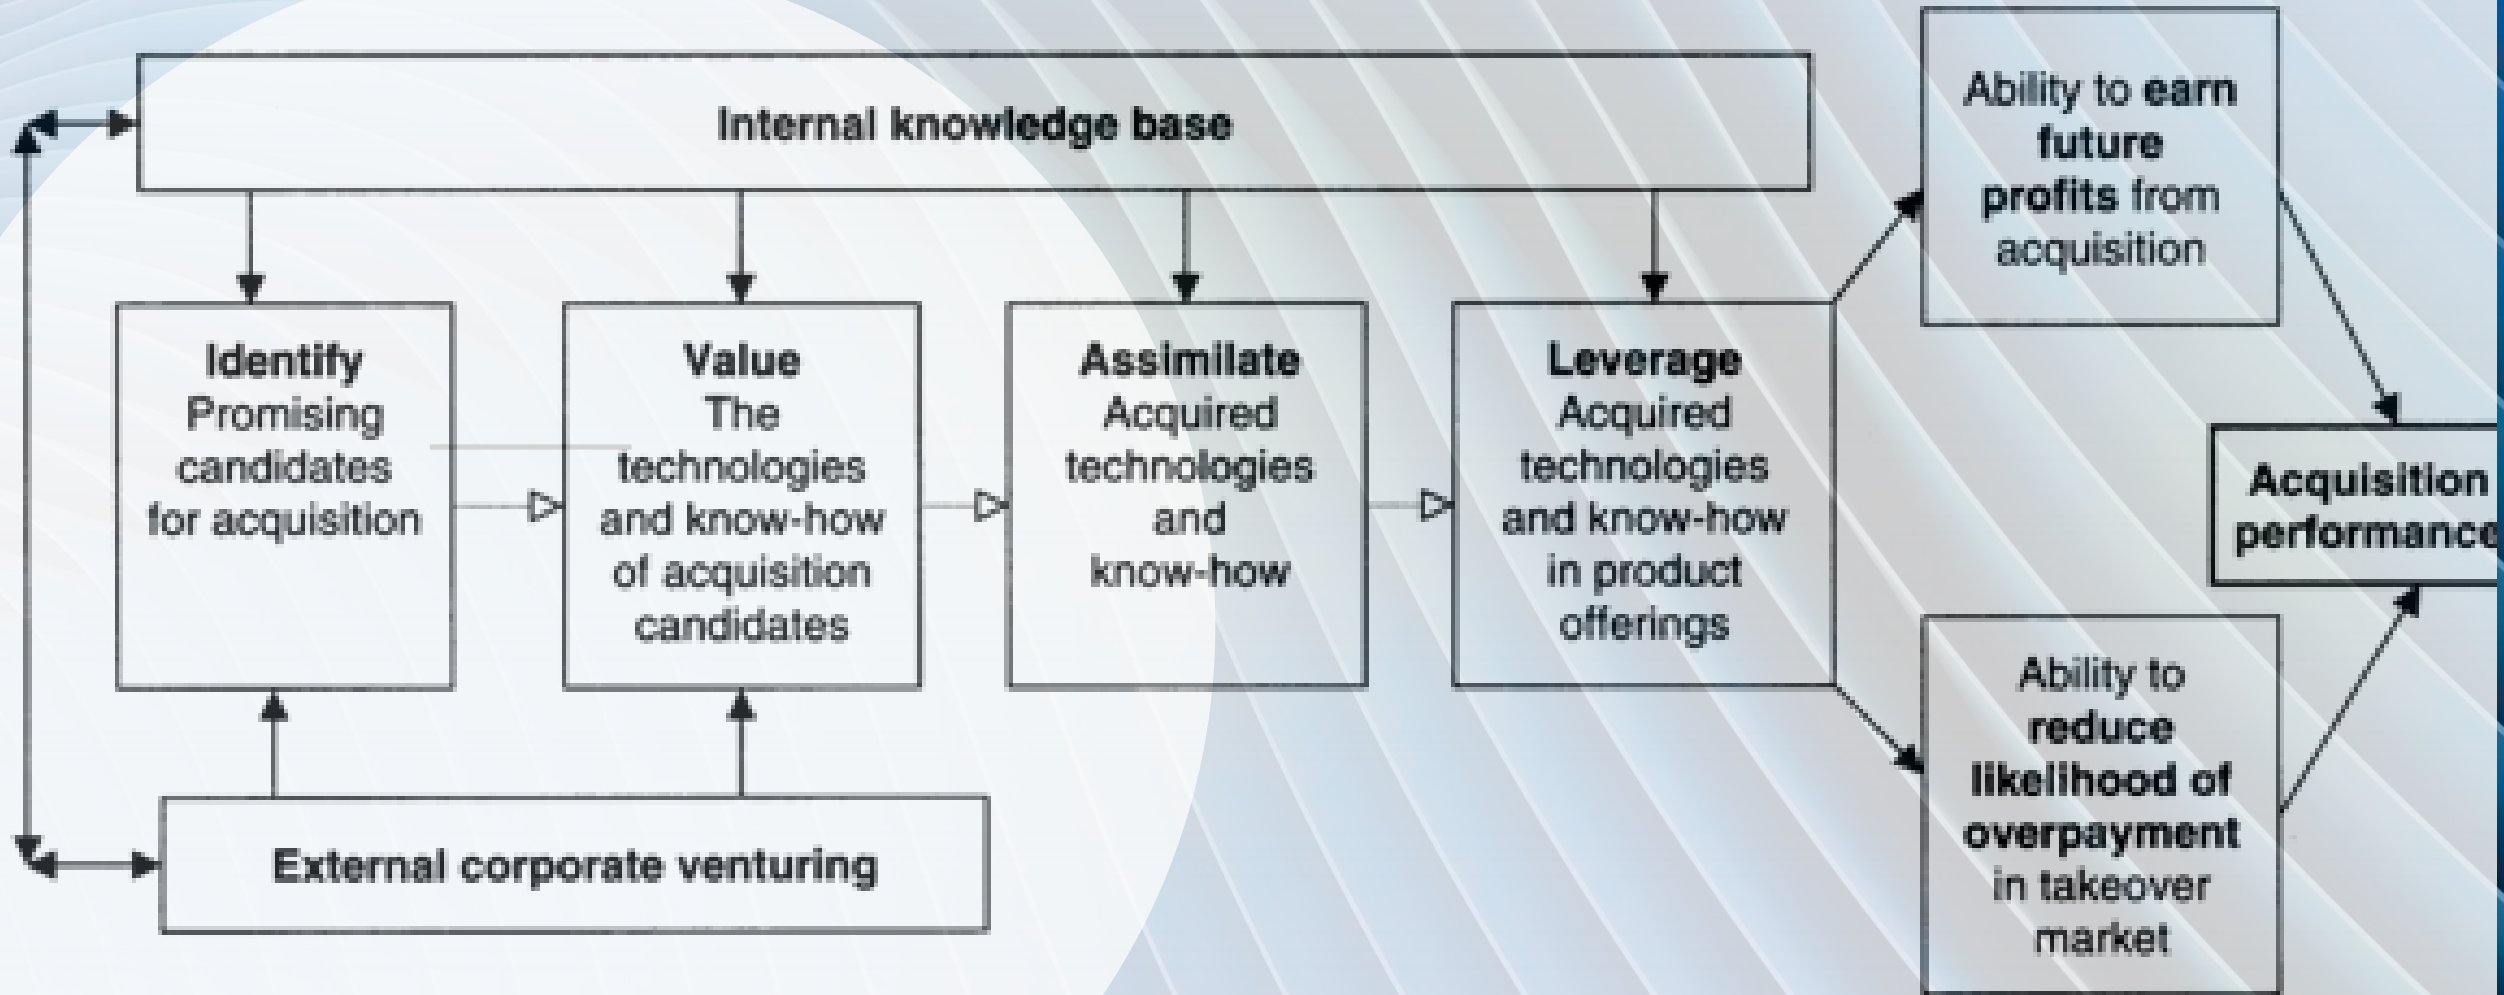 Internal knowledge base
Identify
Promising
candidates
for acquisition
Value
The
technologies
and know-how
of acquisition
candidates
Assimilate
Acquired
technologies
and
know-how
Leverage
Acquired
technologies
and know-how
in product
offerings
External corporate venturing
Ability to earn
future
profits from
acquisition
Ability to
reduce
likelihood of
overpayment
in takeover
market
Acquisition
performance